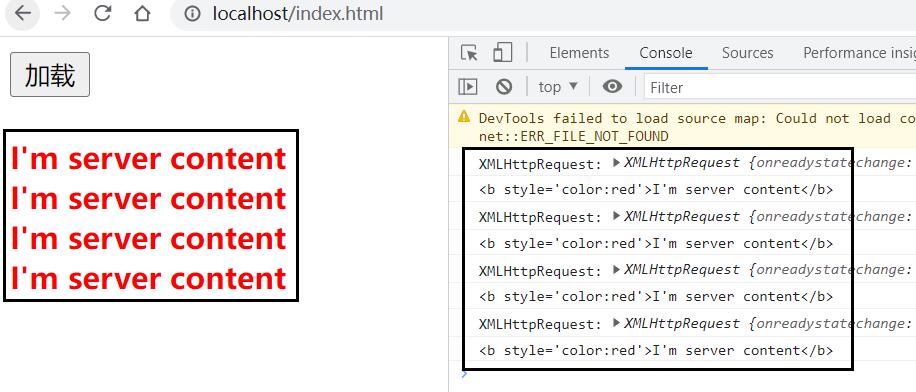 localhost/index.html
加载
I'm server content
I'm server content
I'm server content
I'm server content
Elements Console Sources Performance insig
top Filter
DevTools failed to load source map: Could not load co
net::ERR_FILE_NOT_FOUND
XMLHttpRequest: XMLHttpRequest {onreadystatechange:
<b style='color:red'>I'm server content</b>
XMLHttpRequest: XMLHttpRequest {onreadystatechange:
<b style='color:red'>I'm server content</b>
XMLHttpRequest: XMLHttpRequest {onreadystatechange:
<b style='color:red'>I'm server content</b>
XMLHttpRequest: XMLHttpRequest {onreadystatechange:
<b style='color:red'>I'm server content</b>